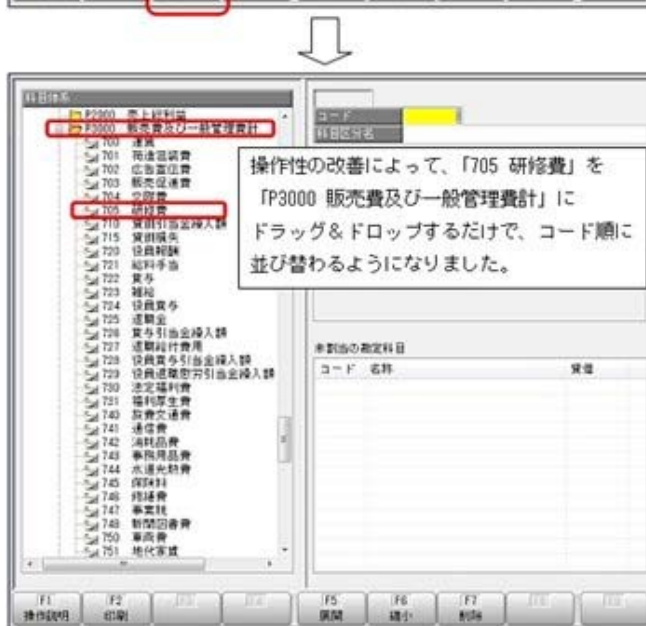 科目体系
P2000 売上総利益
P3000 販売費及び一般管理費計
700 運賃
701 荷造包装費
702 広告宣伝費
703 販売促進費
704 交際費
705 研修費
710 貸倒引当金繰入額
715 貸倒損失
720 役員報酬
721 給料手当
722 賞与
723 雑給
724 役員賞与
725 退職金
726 賞与引当金繰入額
727 退職給付費用
728 役員賞与引当金繰入額
729 役員退職慰労引当金繰入額
730 法定福利費
731 福利厚生費
740 旅費交通費
741 通信費
742 消耗品費
743 事務用品費
744 水道光熱費
745 保険料
746 修繕費
747 事業税
748 新聞図書費
750 車両費
751 地代家賃
コード
科目区分名
操作性の改善によって、「705 研修費」を
「P3000 販売費及び一般管理費計」に
ドラッグ＆ドロップするだけで、コード順に
並び替わるようになりました。
未割当の勘定科目
コード 名称 貸借
F1 操作説明
F2 印刷
F3
F4
F5 展開
F6 縮小
F7 削除